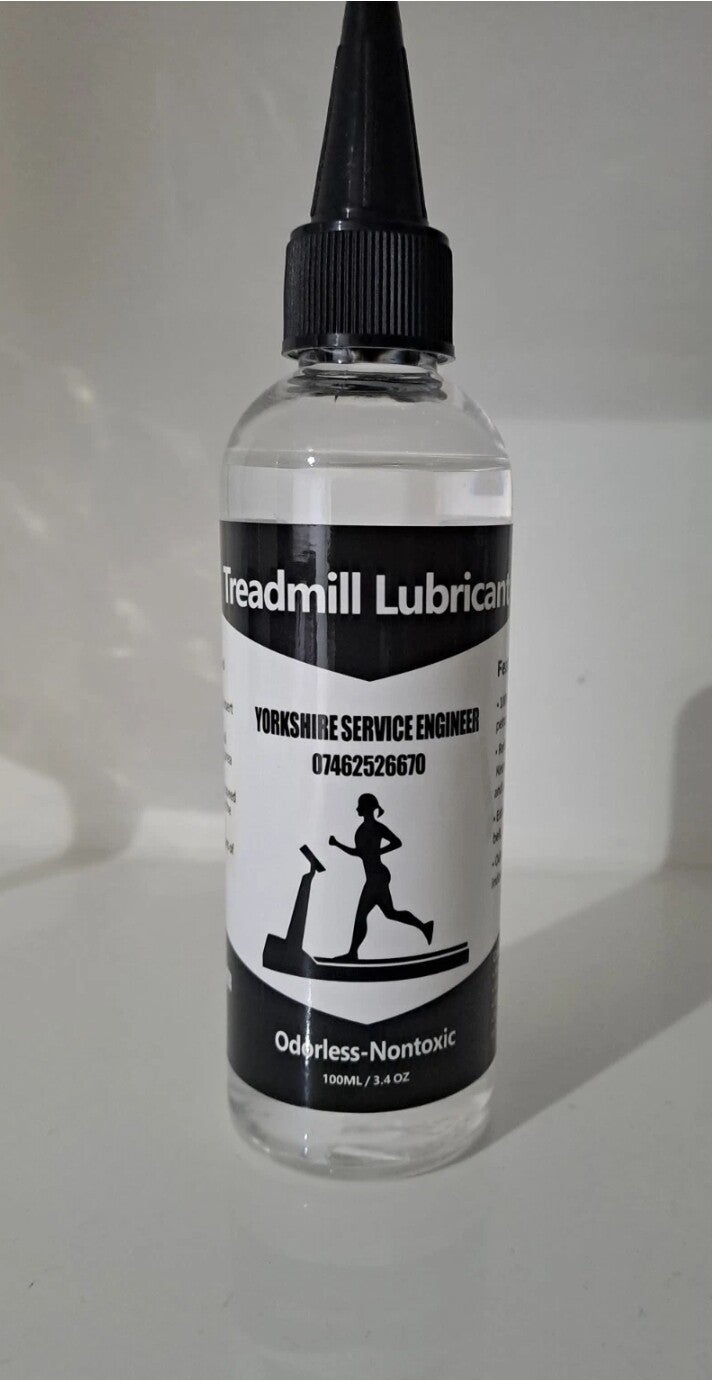 Treadmill Lubricant
YORKSHIRE SERVICE ENGINEER
07462526670
Odorless-Nontoxic
100ML / 3.4 OZ